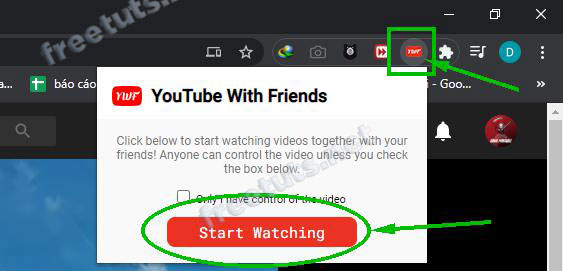 YWF
D
báo cáo
i - Goo...
»
YWF YouTube With Friends
Click below to start watching videos together with your
friends! Anyone can control the video unless you check
the box below.
Only I have control of the video
Start Watching
freetuts.net
freetuts.net